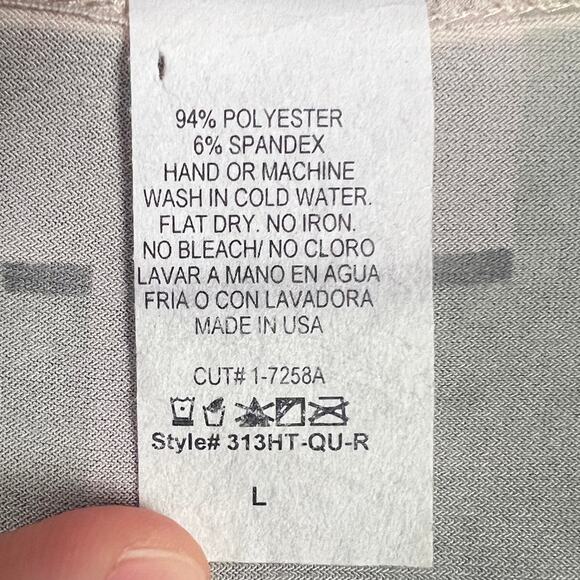 94% POLYESTER
6% SPANDEX
HAND OR MACHINE
WASH IN COLD WATER.
FLAT DRY. NO IRON.
NO BLEACH/ NO CLORO
LAVAR A MANO EN AGUA
FRIA O CON LAVADORA
MADE IN USA
CUT# 1-7258A
Style# 313HT-QU-R
L